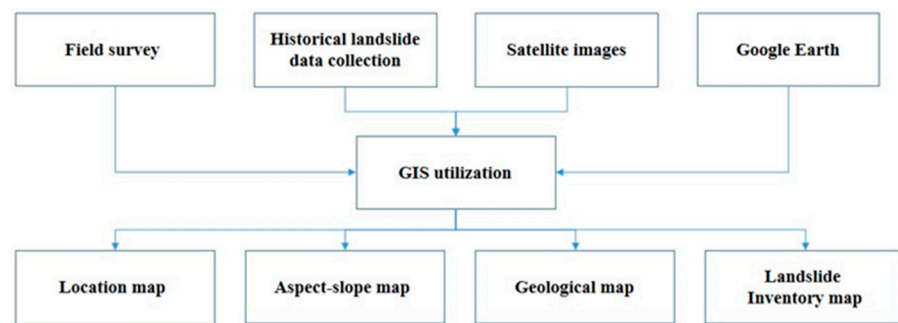 Field survey
Historical landslide
data collection
Satellite images
Google Earth
GIS utilization
Location map
Aspect-slope map
Geological map
Landslide
Inventory map